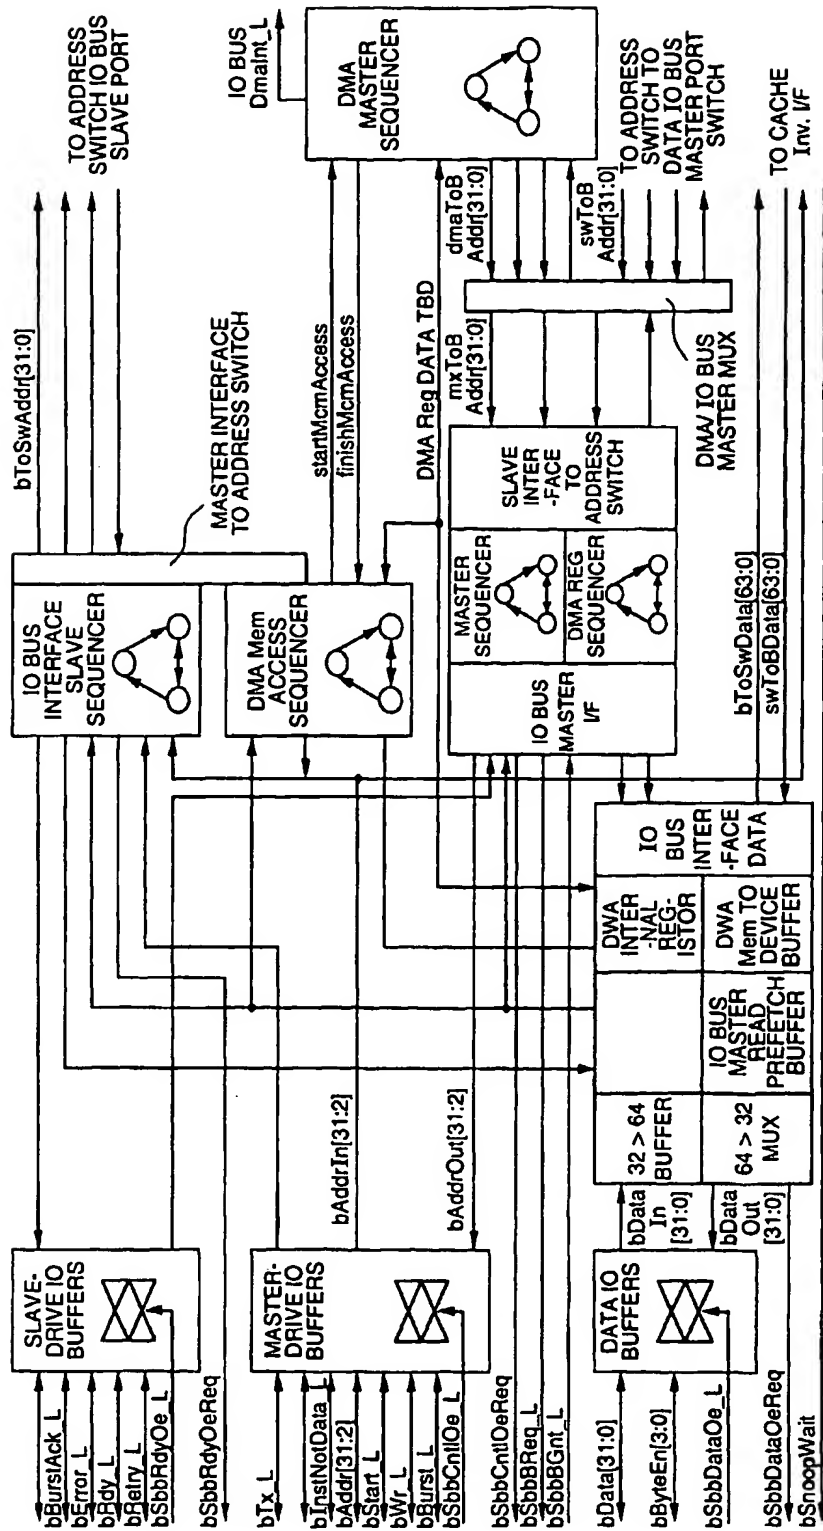 bBurstAck_L
bError_L
bRdy_L
bRetry_L
bSbbRdyOe_L
bSbbRdyOeReq
bTx_L
bInstNotData_L
bAddr[31:2]
bStart_L
bWr_L
bBurst_L
bSbbCntlOe_L
bSbbCntlOeReq
bSbbBReq_L
bSbbBGnt_L
bData(31:0]
bByteEn[3:0]
bSbbDataOe_L
bSbbDataOeReq
bSnoopWait
SLAVE-
DRIVE IO
BUFFERS
MASTER-
DRIVE IO
BUFFERS
DATA IO
BUFFERS
bAddrIn[31:2]
bAddrOut[31:2]
bData
In
[31:0]
bData
Out
[31:0]
32 > 64
BUFFER
64 > 32
MUX
IO BUS
MASTER
READ
PREFETCH
BUFFER
DWA
INTER
-NAL
REG-
ISTOR
DWA
Mem TO
DEVICE
BUFFER
IO
BUS
INTER
-FACE
DATA
IO BUS
INTERFACE
SLAVE
SEQUENCER
DMA Mem
ACCESS
SEQUENCER
IO BUS
MASTER
I/F
MASTER
SEQUENCER
DMA REG
SEQUENCER
SLAVE
INTER
-FACE
TO
ADDRESS
SWITCH
MASTER INTERFACE
TO ADDRESS SWITCH
bToSwAddr[31:0]
TO ADDRESS
SWITCH IO BUS
SLAVE PORT
startMcmAccess
finishMcmAccess
DMA Reg DATA TBD
mxToB
Addr[31:0]
dmaToB
Addr[31:0]
swToB
Addr[31:0]
DMA/ IO BUS
MASTER MUX
IO BUS
DmaInt_L
DMA
MASTER
SEQUENCER
TO ADDRESS
SWITCH TO
DATA IO BUS
MASTER PORT
SWITCH
bToSwData[63:0]
swToBData[63:0]
TO CACHE
Inv. I/F